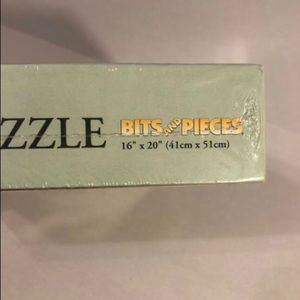 ZZLE BITS AND PIECES
16" x 20" (41cm x 51cm)